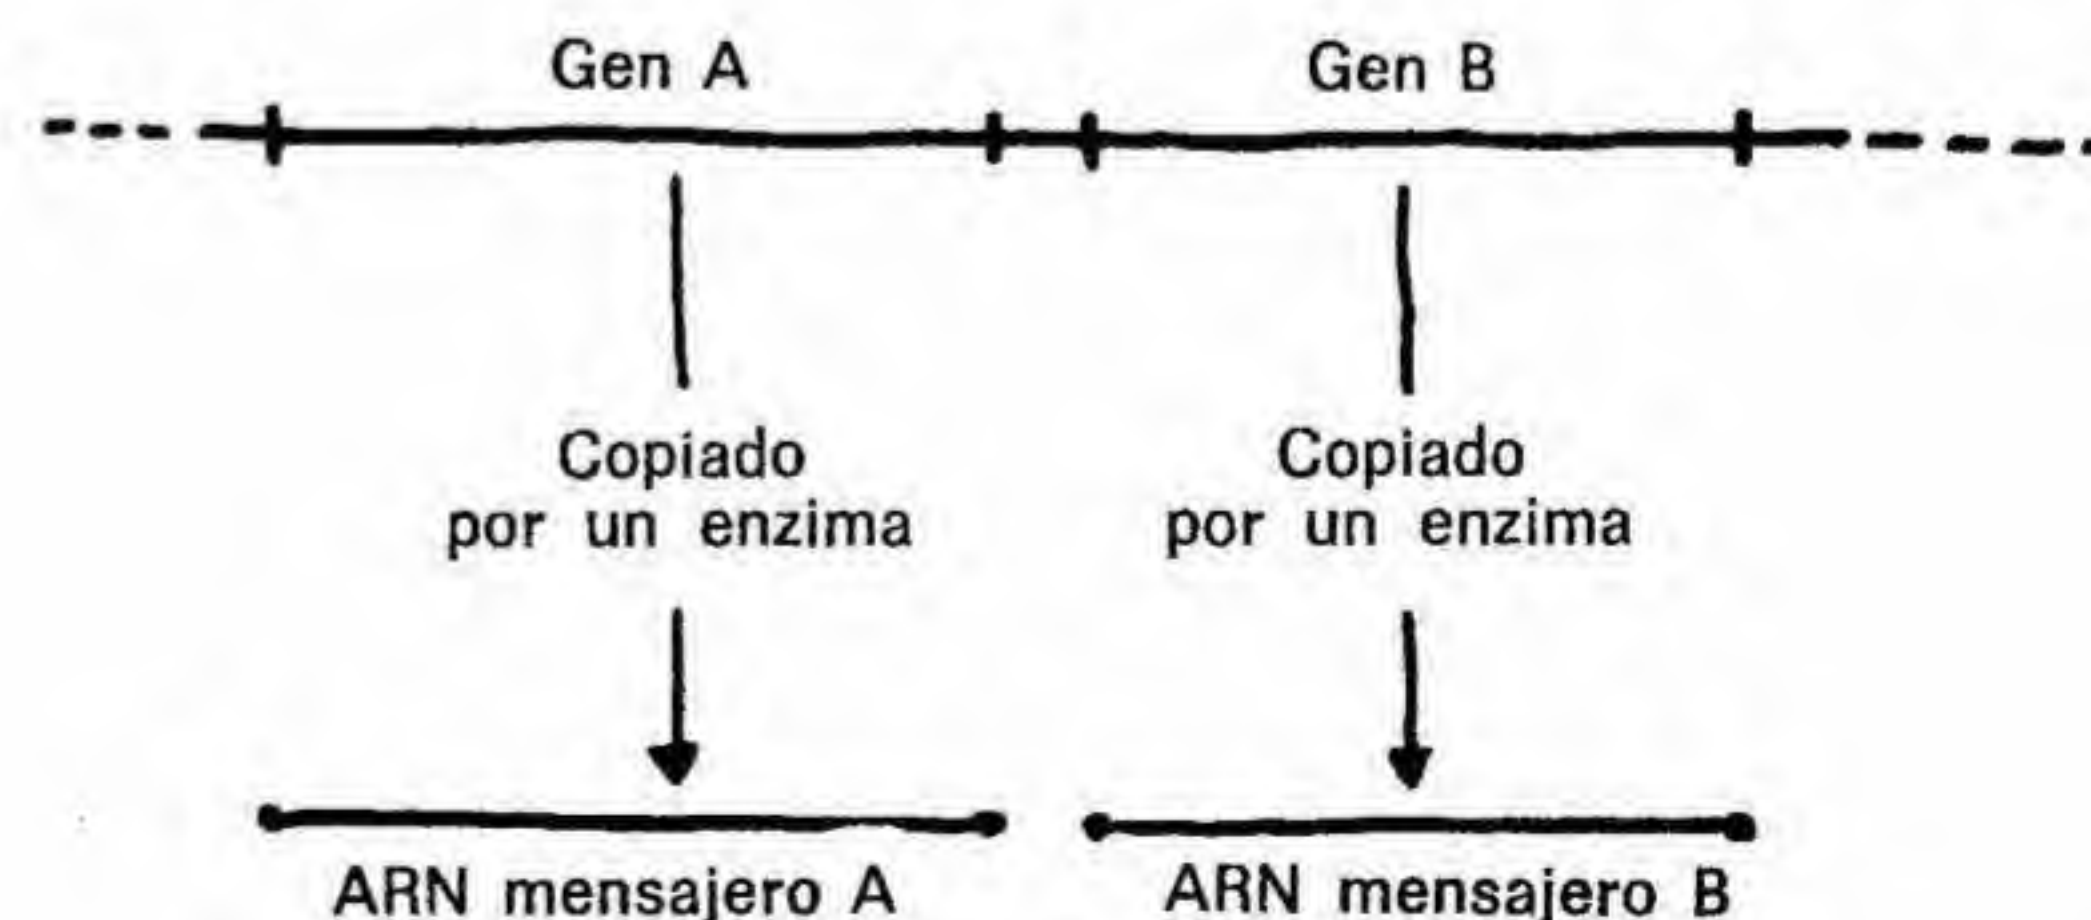 Gen A
Gen B
Copiado
por un enzima
Copiado
por un enzima
ARN mensajero A
ARN mensajero B